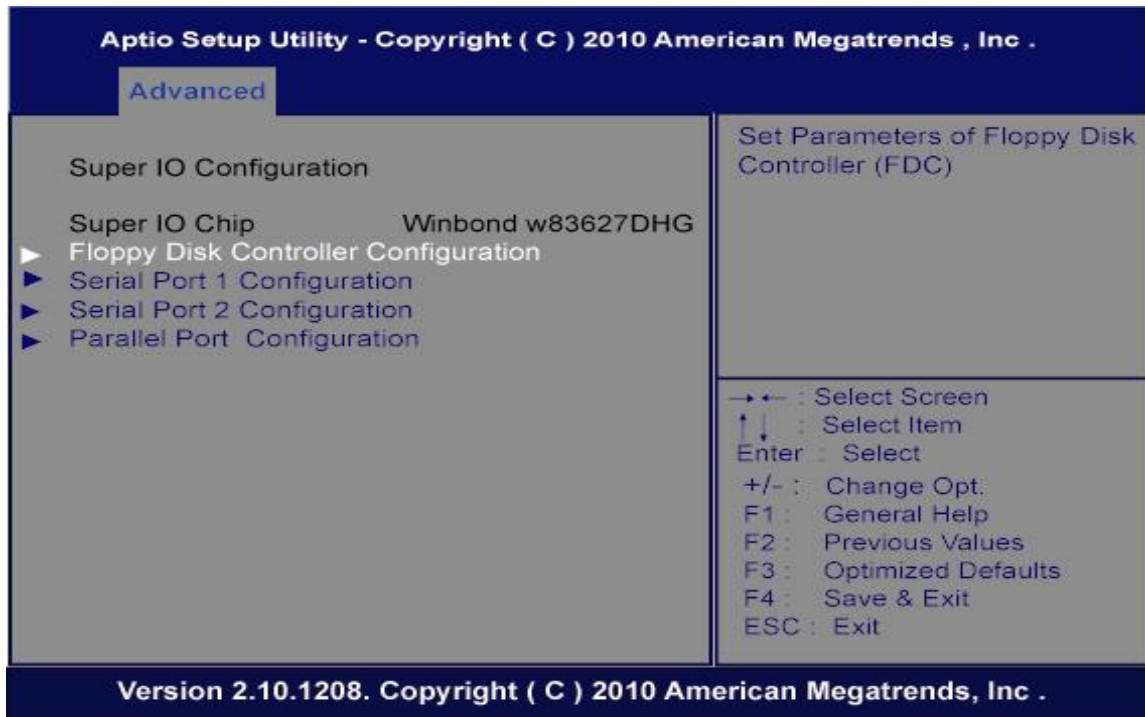 Aptio Setup Utility - Copyright ( C ) 2010 American Megatrends , Inc .
Advanced
Super IO Configuration
Super IO Chip Winbond w83627DHG
► Floppy Disk Controller Configuration
► Serial Port 1 Configuration
► Serial Port 2 Configuration
► Parallel Port Configuration
Set Parameters of Floppy Disk
Controller (FDC)
→← : Select Screen
↑↓ : Select Item
Enter : Select
+/- : Change Opt.
F1 : General Help
F2 : Previous Values
F3 : Optimized Defaults
F4 : Save & Exit
ESC : Exit
Version 2.10.1208. Copyright ( C ) 2010 American Megatrends, Inc .